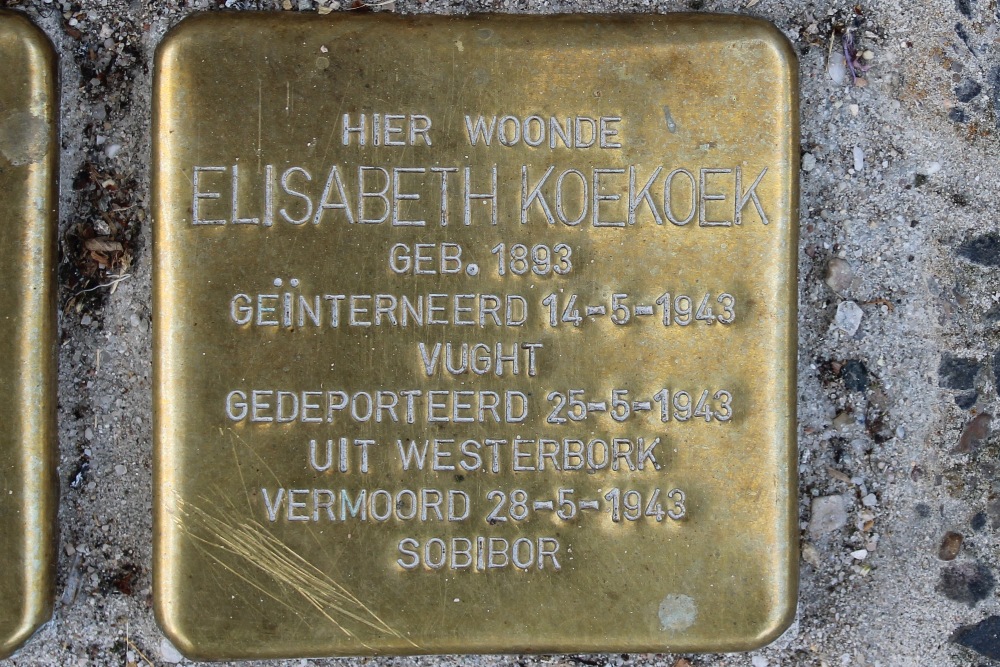 HIER WOONDE
ELISABETH KOEKOEK
GEB. 1893
GEÏNTERNEERD 14-5-1943
VUGHT
GEDEPORTEERD 25-5-1943
UIT WESTERBORK
VERMOORD 28-5-1943
SOBIBOR